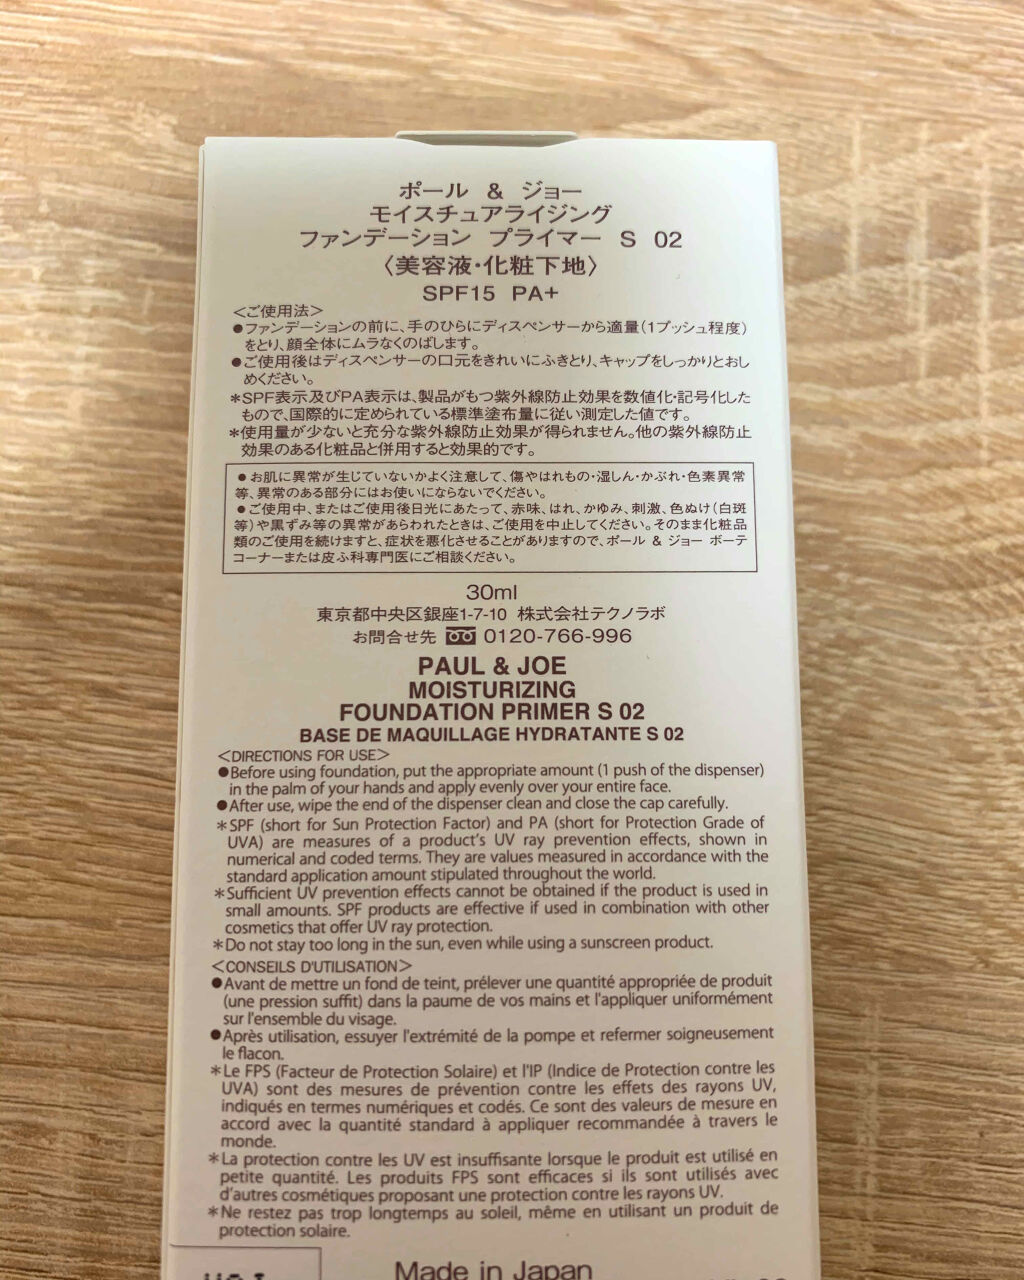 ポール & ジョー
モイスチュアライジング
ファンデーション プライマー S 02
〈美容液・化粧下地〉
SPF15 PA+
<ご使用法>
●ファンデーションの前に、手のひらにディスペンサーから適量(1プッシュ程度)
をとり、顔全体にムラなくのばします。
●ご使用後はディスペンサーの口元をきれいにふきとり、キャップをしっかりとおし
めください。
*SPF表示及びPA表示は、製品がもつ紫外線防止効果を数値化・記号化した
もので、国際的に定められている標準塗布量に従い測定した値です。
*使用量が少ないと充分な紫外線防止効果が得られません。他の紫外線防止
効果のある化粧品と併用すると効果的です。
●お肌に異常が生じていないかよく注意して、傷やはれもの・湿しん・かぶれ・色素異常
等、異常のある部分にはお使いにならないでください。
●ご使用中、またはご使用後日光にあたって、赤味、はれ、かゆみ、刺激、色ぬけ(白斑
等)や黒ずみ等の異常があらわれたときは、ご使用を中止してください。そのまま化粧品
類のご使用を続けますと、症状を悪化させることがありますので、ポール & ジョー ボーテ
コーナーまたは皮ふ科専門医にご相談ください。
30ml
東京都中央区銀座1-7-10 株式会社テクノラボ
お問合せ先 0120-766-996
PAUL & JOE
MOISTURIZING
FOUNDATION PRIMER S 02
BASE DE MAQUILLAGE HYDRATANTE S 02
<DIRECTIONS FOR USE>
●Before using foundation, put the appropriate amount (1 push of the dispenser)
in the palm of your hands and apply evenly over your entire face.
●After use, wipe the end of the dispenser clean and close the cap carefully.
*SPF (short for Sun Protection Factor) and PA (short for Protection Grade of
UVA) are measures of a product's UV ray prevention effects, shown in
numerical and coded terms. They are values measured in accordance with the
standard application amount stipulated throughout the world.
*Sufficient UV prevention effects cannot be obtained if the product is used in
small amounts. SPF products are effective if used in combination with other
cosmetics that offer UV ray protection.
*Do not stay too long in the sun, even while using a sunscreen product.
<CONSEILS D'UTILISATION>
●Avant de mettre un fond de teint, prélever une quantité appropriée de produit
(une pression suffit) dans la paume de vos mains et l'appliquer uniformément
sur l'ensemble du visage.
●Après utilisation, essuyer l'extrémité de la pompe et refermer soigneusement
le flacon.
*Le FPS (Facteur de Protection Solaire) et l'IP (Indice de Protection contre les
UVA) sont des mesures de prévention contre les effets des rayons UV,
indiqués en termes numériques et codés. Ce sont des valeurs de mesure en
accord avec la quantité standard à appliquer recommandée à travers le
monde.
*La protection contre les UV est insuffisante lorsque le produit est utilisé en
petite quantité. Les produits FPS sont efficaces si ils sont utilisés avec
d'autres cosmétiques proposant une protection contre les rayons UV.
*Ne restez pas trop longtemps au soleil, même en utilisant un produit de
protection solaire.
Made in Japan